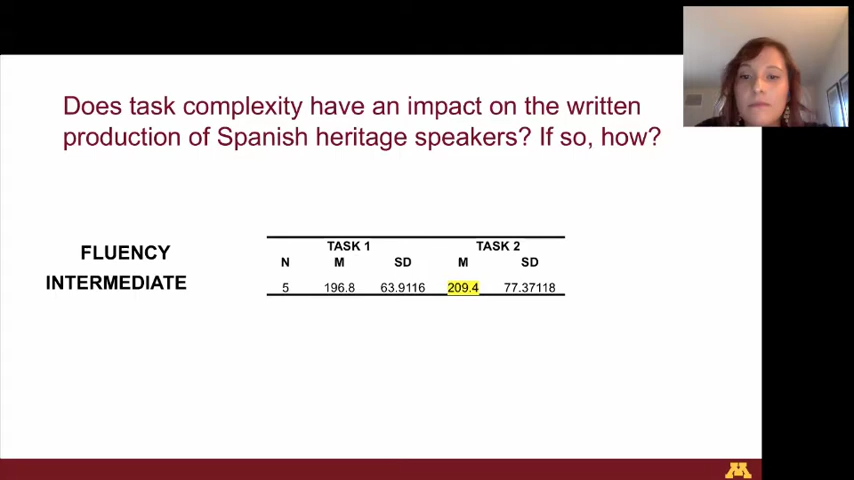 Does task complexity have an impact on the written
production of Spanish heritage speakers? If so, how?
FLUENCY
INTERMEDIATE
TASK 1 TASK 2
N M SD M SD
5 196.8 63.9116 209.4 77.37118
M